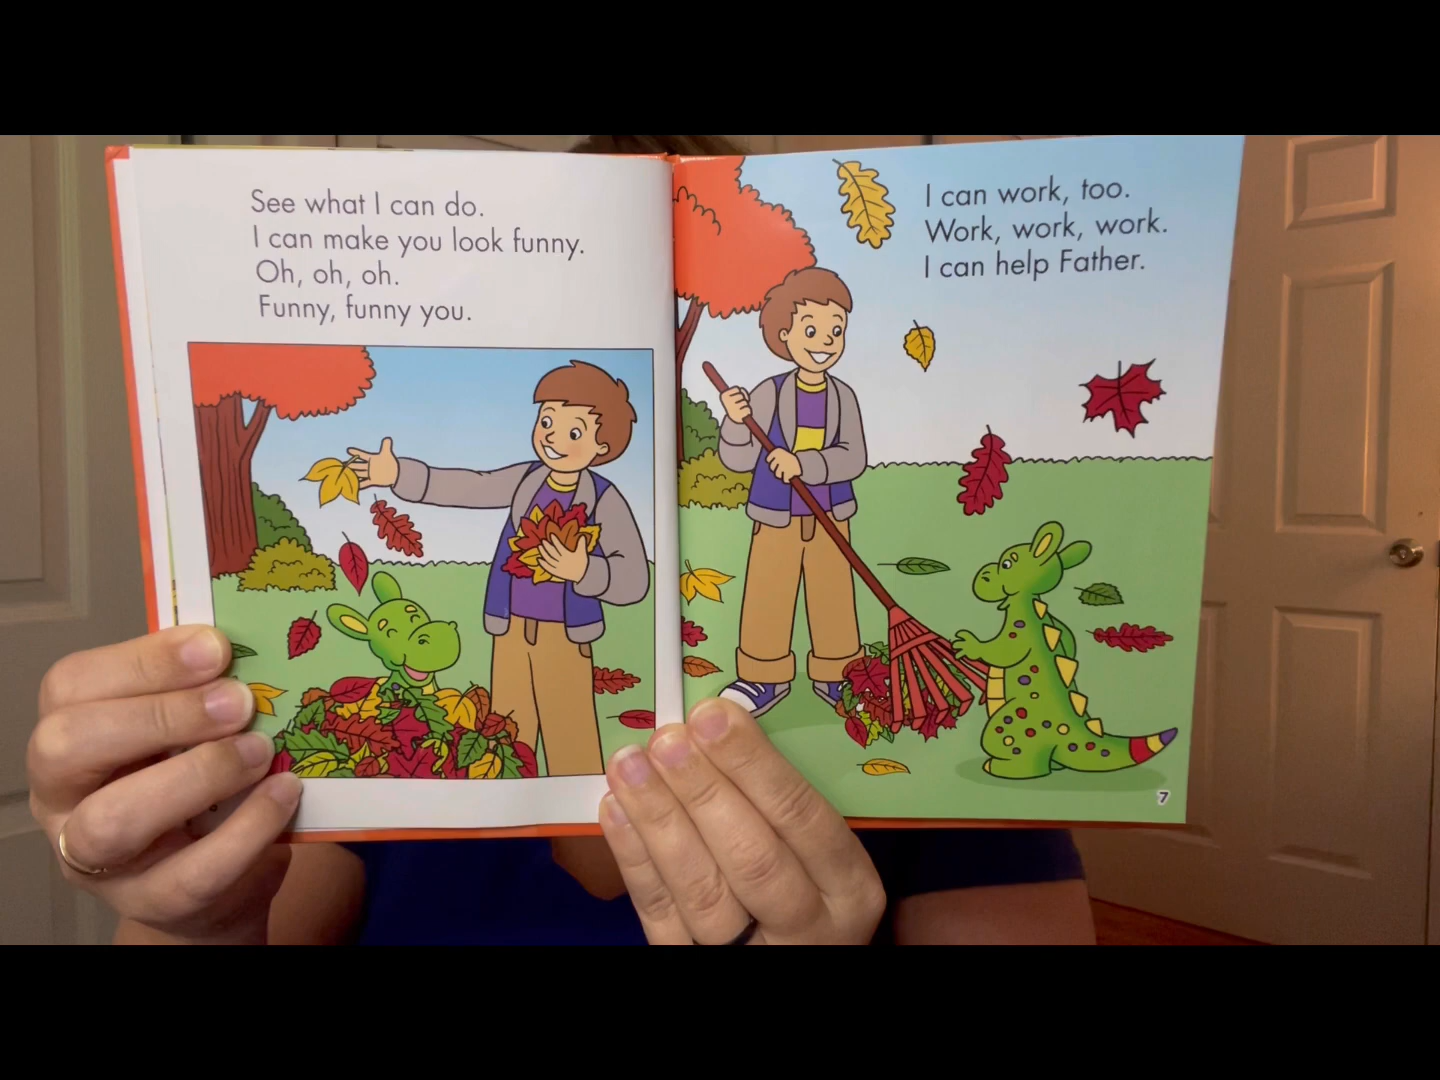 See what I can do.
I can make you look funny.
Oh, oh, oh.
Funny, funny you.
I can work, too.
Work, work, work.
I can help Father.
7